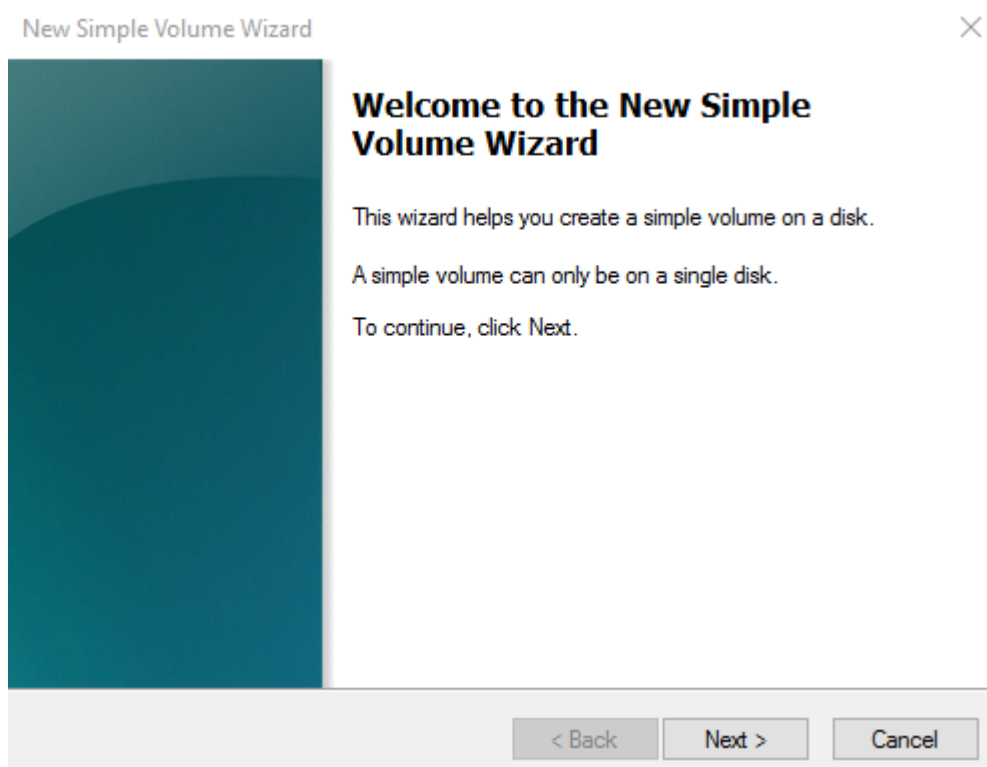 New Simple Volume Wizard
Welcome to the New Simple
Volume Wizard
This wizard helps you create a simple volume on a disk.
A simple volume can only be on a single disk.
To continue, click Next.
< Back
Next >
Cancel